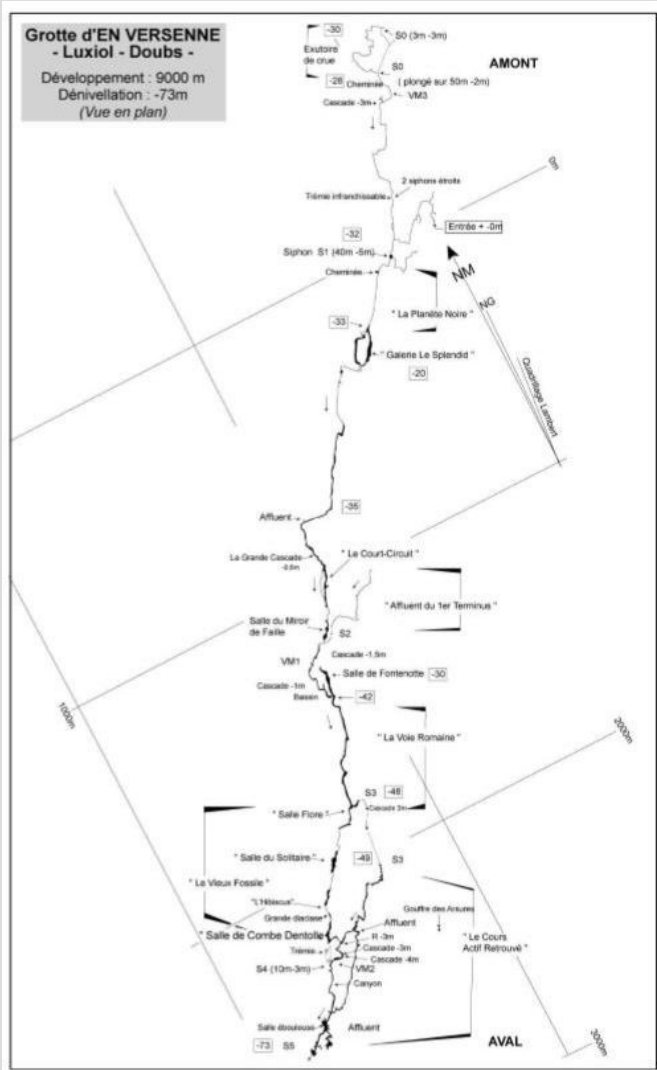 Grotte d'EN VERSENNE
- Luxiol - Doubs -
Développement : 9000 m
Dénivellation : -73m
(Vue en plan)
-30
S0 (3m -3m)
Exutoire
de crue
S0
AMONT
-28
Cheminée
( plongé sur 50m -2m)
VM3
Cascade -3m
0m
2 siphons étroits
Trémie infranchissable
Entrée + -0m
-32
Siphon S1 (40m -5m)
NM
Cheminée
NG
" La Planète Noire "
-33
" Galerie Le Splendid "
-20
Quadrillage Lambert
-35
Affluent
" Le Court-Circuit "
La Grande Cascade
" Affluent du 1er Terminus "
Salle du Miroir
de Faille
S2
Cascade -1,5m
VM1
Salle de Fontenotte
-30
Cascade -1m
Bassin
-42
1000m
2000m
" La Voie Romaine "
S3
-48
Cascade 3m
" Salle Flore "
" Salle du Solitaire "
-49
S3
" Le Vieux Fossile "
"L'Hibiscus"
Gouffre des Ansures
Grande diaclase
Affluent
" Salle de Combe Dentolle
R -3m
" Le Cours
Actif Retrouvé "
Trémie
Cascade -3m
Cascade -4m
S4 (10m-3m)
VM2
Canyon
Salle ébouleuse
Affluent
-73
S5
AVAL
3000m